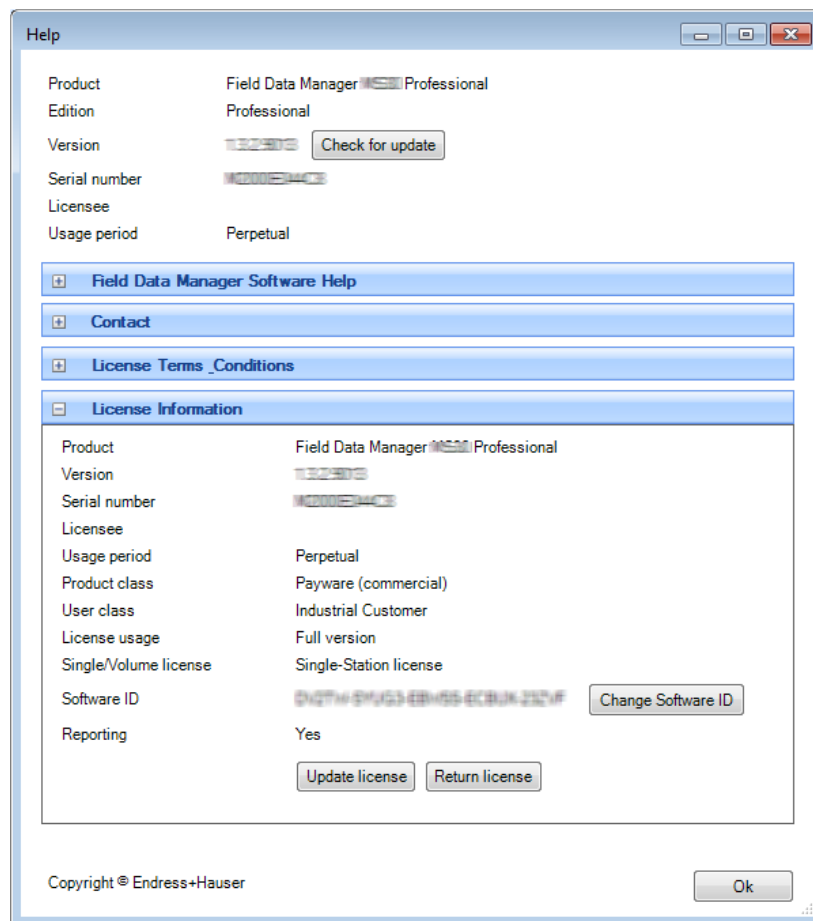 Help
Product Field Data Manager Professional
Edition Professional
Version Check for update
Serial number
Licensee
Usage period Perpetual
Field Data Manager Software Help
Contact
License Terms _Conditions
License Information
Product Field Data Manager Professional
Version
Serial number
Licensee
Usage period Perpetual
Product class Payware (commercial)
User class Industrial Customer
License usage Full version
Single/Volume license Single-Station license
Software ID Change Software ID
Reporting Yes
Update license Return license
Copyright © Endress+Hauser Ok